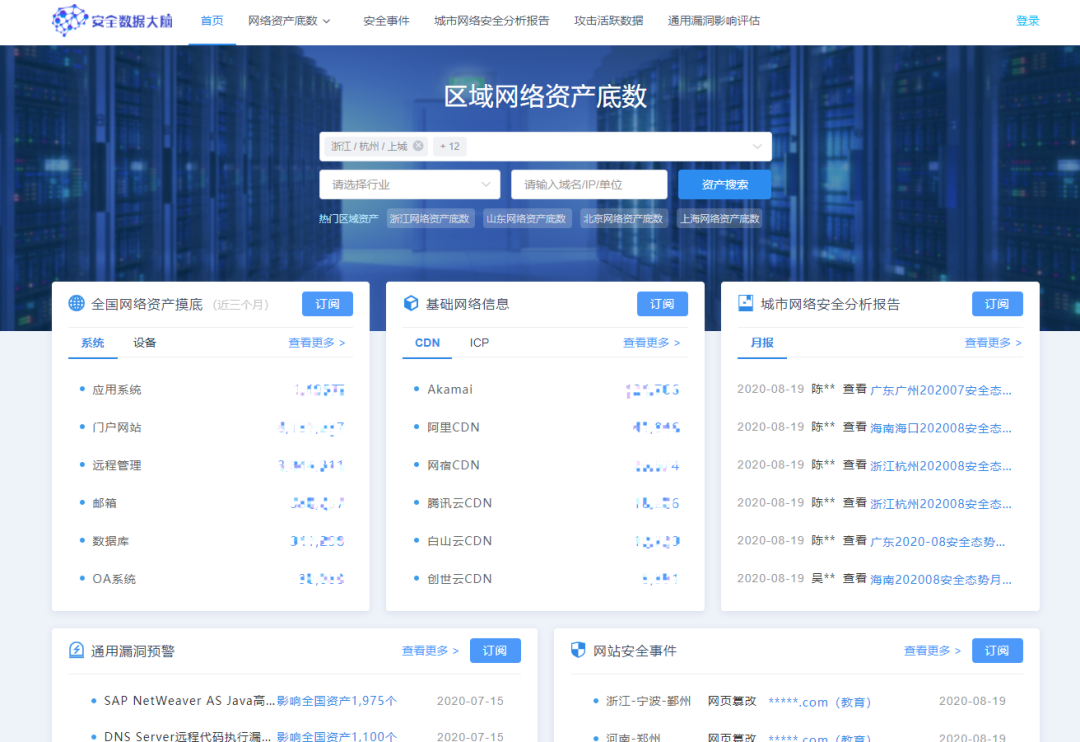 安全数据大脑 首页 网络资产底数 安全事件 城市网络安全分析报告 攻击活跃数据 通用漏洞影响评估 登录
区域网络资产底数
浙江 / 杭州 / 上城 + 12
请选择行业 请输入域名/IP/单位 资产搜索
热门区域资产 浙江网络资产底数 山东网络资产底数 北京网络资产底数 上海网络资产底数
全国网络资产摸底 (近三个月) 订阅
系统 设备 查看更多 >
应用系统
门户网站
远程管理
邮箱
数据库
OA系统
基础网络信息 订阅
CDN ICP 查看更多 >
Akamai
阿里CDN
网宿CDN
腾讯云CDN
白山云CDN
创世云CDN
城市网络安全分析报告 订阅
月报 查看更多 >
2020-08-19 陈** 查看 广东广州202007安全态...
2020-08-19 陈** 查看 海南海口202008安全态...
2020-08-19 陈** 查看 浙江杭州202008安全态...
2020-08-19 陈** 查看 浙江杭州202008安全态...
2020-08-19 陈** 查看 广东2020-08安全态势...
2020-08-19 吴** 查看 海南202008安全态势月...
通用漏洞预警 查看更多 > 订阅
SAP NetWeaver AS Java高... 影响全国资产1,975个 2020-07-15
DNS Server远程代码执行漏... 影响全国资产1,100个 2020-07-15
网站安全事件 查看更多 > 订阅
浙江-宁波-鄞州 网页篡改 *****.com（教育） 2020-08-19
河南-郑州 网页篡改 *****.com（教育） 2020-08-19